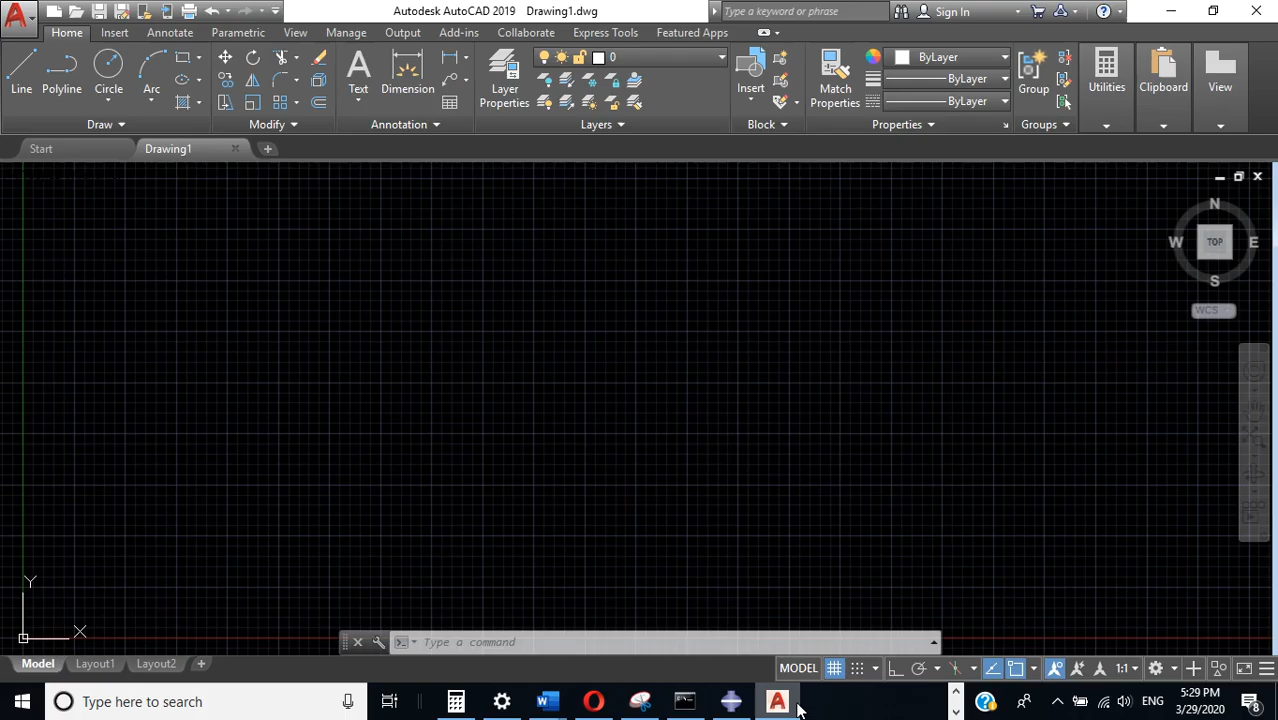 Autodesk AutoCAD 2019 Drawing1.dwg Type a keyword or phrase Sign In
Home Insert Annotate Parametric View Manage Output Add-ins Collaborate Express Tools Featured Apps
Line Polyline Circle Arc
Draw
Modify
Text Dimension
Annotation
Layer Properties
0
Layers
Insert
Block
Match Properties
ByLayer
ByLayer
ByLayer
Properties
Group
Groups
Utilities
Clipboard
View
Start Drawing1
N
W TOP E
S
WCS
Y
X
Type a command
Model Layout1 Layout2 MODEL 1:1
Type here to search ENG 5:29 PM
3/29/2020 8